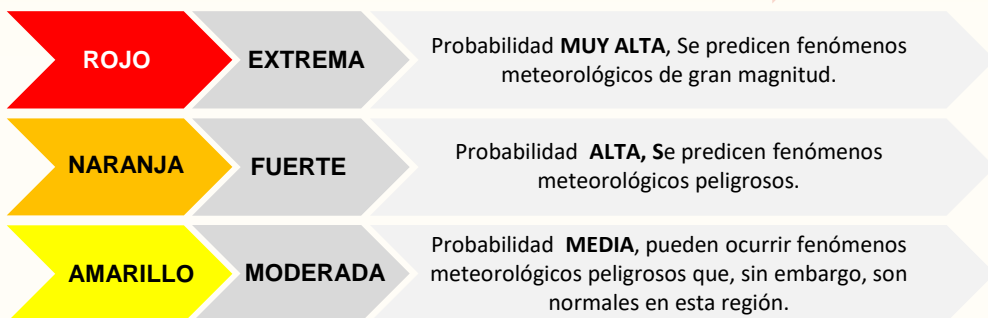 ROJO
EXTREMA
Probabilidad MUY ALTA, Se predicen fenómenos
meteorológicos de gran magnitud.
NARANJA
FUERTE
Probabilidad ALTA, Se predicen fenómenos
meteorológicos peligrosos.
AMARILLO
MODERADA
Probabilidad MEDIA, pueden ocurrir fenómenos
meteorológicos peligrosos que, sin embargo, son
normales en esta región.